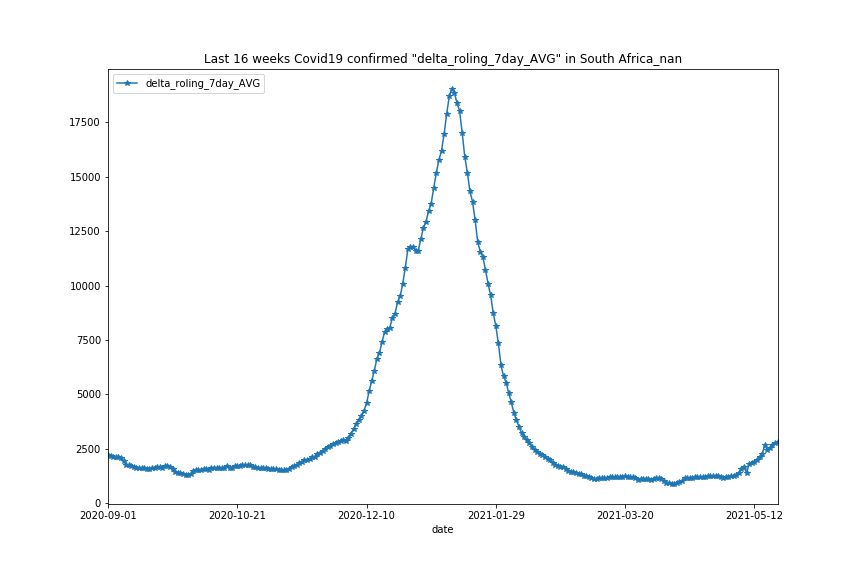 Last 16 weeks Covid19 confirmed "delta_roling_7day_AVG" in South Africa_nan
delta_roling_7day_AVG
17500
15000
12500
10000
7500
5000
2500
0
2020-09-01 2020-10-21 2020-12-10 2021-01-29 2021-03-20 2021-05-12
date